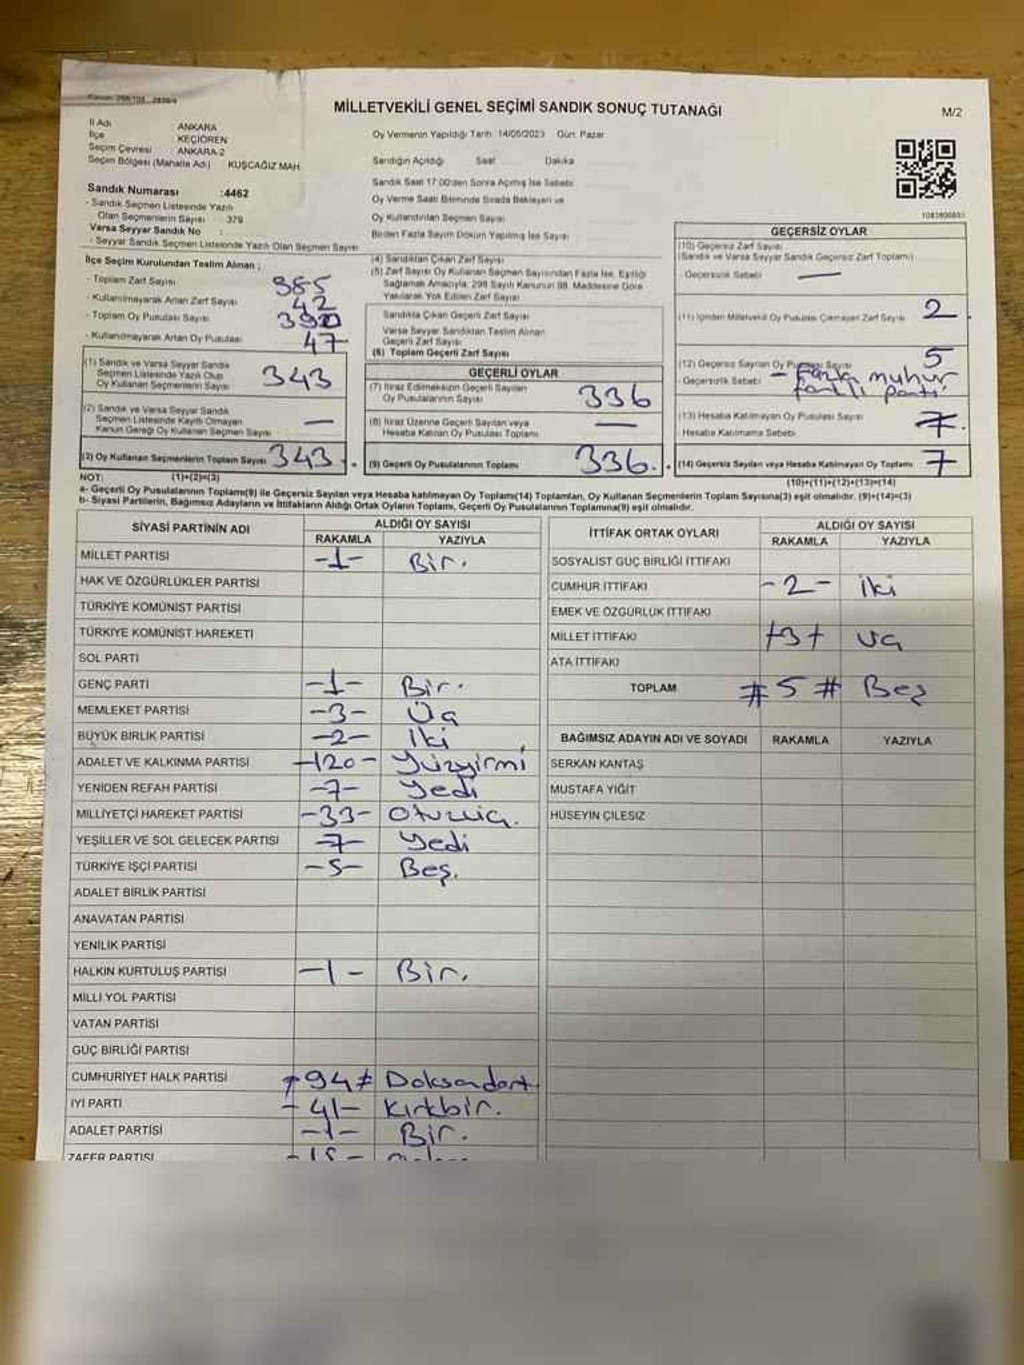 MİLLETVEKİLİ GENEL SEÇİMİ SANDIK SONUÇ TUTANAĞI
M/2
İl Adı : ANKARA
İlçe : KEÇİÖREN
Seçim Çevresi : ANKARA-2
Seçim Bölgesi (Mahalle Adı) KUŞCAĞIZ MAH.
Sandık Numarası :4462
- Sandık Seçmen Listesinde Yazılı
Olan Seçmenlerin Sayısı : 379
Varsa Seyyar Sandık No :
- Seyyar Sandık Seçmen Listesinde Yazılı Olan Seçmen Sayısı
Oy Vermenin Yapıldığı Tarih :14/05/2023 Gün: Pazar
Sandığın Açıldığı Saat Dakika
Sandık Saat 17.00'den Sonra Açılmış İse Sebebi
Oy Verme Saati Bitiminde Sırada Bekleyen ve
Oy Kullandırılan Seçmen Sayısı
Birden Fazla Sayım Döküm Yapılmış İse Sayısı
İlçe Seçim Kurulundan Teslim Alınan ;
- Toplam Zarf Sayısı 385
- Kullanılmayarak Artan Zarf Sayısı 42
- Toplam Oy Pusulası Sayısı 390
- Kullanılmayarak Artan Oy Pusulası 47
(1) Sandık ve Varsa Seyyar Sandık
Seçmen Listesinde Yazılı Olup
Oy Kullanan Seçmenlerin Sayısı 343
(2) Sandık ve Varsa Seyyar Sandık
Seçmen Listesinde Kayıtlı Olmayan
Kanun Gereği Oy Kullanan Seçmen Sayısı —
(3) Oy Kullanan Seçmenlerin Toplam Sayısı 343.
(1)+(2)=(3)
(4) Sandıktan Çıkan Zarf Sayısı
(5) Zarf Sayısı Oy Kullanan Seçmen Sayısından Fazla İse, Eşitliği
Sağlamak Amacıyla, 298 Sayılı Kanunun 98. Maddesine Göre
Yakılarak Yok Edilen Zarf Sayısı
Sandıkta Çıkan Geçerli Zarf Sayısı
Varsa Seyyar Sandıktan Teslim Alınan
Geçerli Zarf Sayısı
(6) Toplam Geçerli Zarf Sayısı
GEÇERLİ OYLAR
(7) İtiraz Edilmeksizin Geçerli Sayılan
Oy Pusulalarının Sayısı 336
(8) İtiraz Üzerine Geçerli Sayılan veya
Hesaba Katılan Oy Pusulası Toplamı —
(9) Geçerli Oy Pusulalarının Toplamı 336.
GEÇERSİZ OYLAR
(10) Geçersiz Zarf Sayısı
(Sandık ve Varsa Seyyar Sandık Geçersiz Zarf Toplamı)
- Geçersizlik Sebebi —
(11) İçinden Milletvekili Oy Pusulası Çıkmayan Zarf Sayısı 2
(12) Geçersiz Sayılan Oy Pusulası Sayısı 5
- Geçersizlik Sebebi - Fazla mühür
farklı parti
(13) Hesaba Katılmayan Oy Pusulası Sayısı 7.
- Hesaba Katılmama Sebebi
(14) Geçersiz Sayılan veya Hesaba Katılmayan Oy Toplamı 7
(10)+(11)+(12)+(13)=(14)
NOT:
a- Geçerli Oy Pusulalarının Toplamı(9) ile Geçersiz Sayılan veya Hesaba katılmayan Oy Toplamı(14) Toplamları, Oy Kullanan Seçmenlerin Toplam Sayısına(3) eşit olmalıdır. (9)+(14)=(3)
b- Siyasi Partilerin, Bağımsız Adayların ve İttifakların Aldığı Ortak Oyların Toplamı, Geçerli Oy Pusulalarının Toplamına(9) eşit olmalıdır.
SİYASİ PARTİNİN ADI ALDIĞI OY SAYISI
RAKAMLA YAZIYLA
MİLLET PARTİSİ -1- Bir.
HAK VE ÖZGÜRLÜKLER PARTİSİ
TÜRKİYE KOMÜNİST PARTİSİ
TÜRKİYE KOMÜNİST HAREKETİ
SOL PARTİ
GENÇ PARTİ -1- Bir.
MEMLEKET PARTİSİ -3- Üç
BÜYÜK BİRLİK PARTİSİ -2- İki
ADALET VE KALKINMA PARTİSİ -120- Yüzyirmi
YENİDEN REFAH PARTİSİ -7- Yedi
MİLLİYETÇİ HAREKET PARTİSİ -33- Otuzüç.
YEŞİLLER VE SOL GELECEK PARTİSİ -7- Yedi
TÜRKİYE İŞÇİ PARTİSİ -5- Beş.
ADALET BİRLİK PARTİSİ
ANAVATAN PARTİSİ
YENİLİK PARTİSİ
HALKIN KURTULUŞ PARTİSİ -1- Bir.
MİLLİ YOL PARTİSİ
VATAN PARTİSİ
GÜÇ BİRLİĞİ PARTİSİ
CUMHURİYET HALK PARTİSİ 94 Doksandört
İYİ PARTİ -41- Kırkbir.
ADALET PARTİSİ -1- Bir.
ZAFER PARTİSİ
İTTİFAK ORTAK OYLARI ALDIĞI OY SAYISI
RAKAMLA YAZIYLA
SOSYALİST GÜÇ BİRLİĞİ İTTİFAKI
CUMHUR İTTİFAKI -2- İki
EMEK VE ÖZGÜRLÜK İTTİFAKI
MİLLET İTTİFAKI +3+ Üç
ATA İTTİFAKI
TOPLAM #5# Beş
BAĞIMSIZ ADAYIN ADI VE SOYADI RAKAMLA YAZIYLA
SERKAN KANTAŞ
MUSTAFA YİĞİT
HÜSEYİN ÇİLESİZ